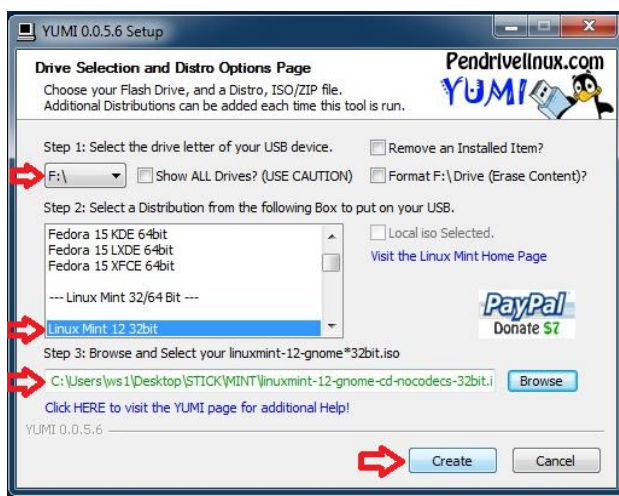 YUMI 0.0.5.6 Setup
Drive Selection and Distro Options Page
Choose your Flash Drive, and a Distro, ISO/ZIP file.
Additional Distributions can be added each time this tool is run.
Pendrivelinux.com
YUMI
Step 1: Select the drive letter of your USB device.
Remove an Installed Item?
F:\
Show ALL Drives? (USE CAUTION)
Format F:\ Drive (Erase Content)?
Step 2: Select a Distribution from the following Box to put on your USB.
Fedora 15 KDE 64bit
Fedora 15 LXDE 64bit
Fedora 15 XFCE 64bit
--- Linux Mint 32/64 Bit ---
Linux Mint 12 32bit
Local iso Selected.
Visit the Linux Mint Home Page
PayPal
Donate $7
Step 3: Browse and Select your linuxmint-12-gnome*32bit.iso
C:\Users\ws1\Desktop\STICK\MINT\linuxmint-12-gnome-cd-nocodecs-32bit.i
Browse
Click HERE to visit the YUMI page for additional Help!
YUMI 0.0.5.6
Create
Cancel